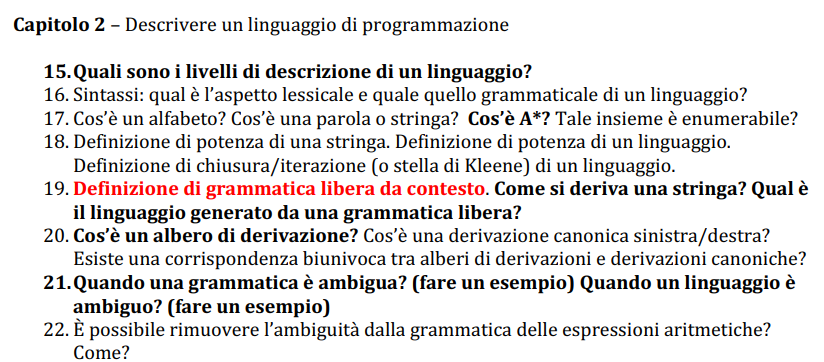 Capitolo 2 – Descrivere un linguaggio di programmazione
15. Quali sono i livelli di descrizione di un linguaggio?
16. Sintassi: qual è l’aspetto lessicale e quale quello grammaticale di un linguaggio?
17. Cos’è un alfabeto? Cos’è una parola o stringa? Cos’è A*? Tale insieme è enumerabile?
18. Definizione di potenza di una stringa. Definizione di potenza di un linguaggio.
Definizione di chiusura/iterazione (o stella di Kleene) di un linguaggio.
19. Definizione di grammatica libera da contesto. Come si deriva una stringa? Qual è
il linguaggio generato da una grammatica libera?
20. Cos’è un albero di derivazione? Cos’è una derivazione canonica sinistra/destra?
Esiste una corrispondenza biunivoca tra alberi di derivazioni e derivazioni canoniche?
21. Quando una grammatica è ambigua? (fare un esempio) Quando un linguaggio è
ambiguo? (fare un esempio)
22. È possibile rimuovere l’ambiguità dalla grammatica delle espressioni aritmetiche?
Come?